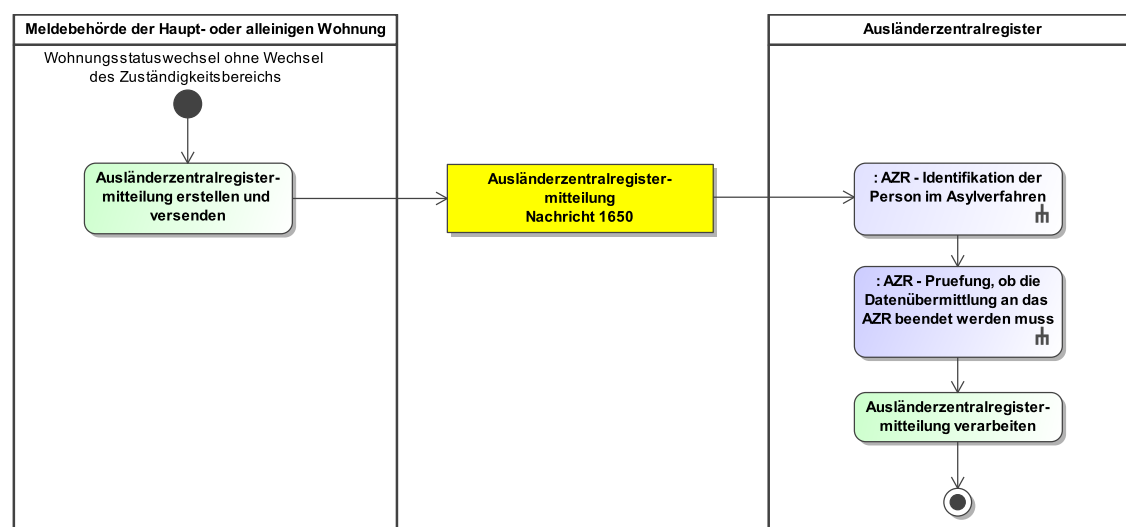 Meldebehörde der Haupt- oder alleinigen Wohnung
Wohnungsstatuswechsel ohne Wechsel
des Zuständigkeitsbereichs
Ausländerzentralregister-
mitteilung erstellen und
versenden
Ausländerzentralregister-
mitteilung
Nachricht 1650
Ausländerzentralregister
: AZR - Identifikation der
Person im Asylverfahren
: AZR - Pruefung, ob die
Datenübermittlung an das
AZR beendet werden muss
Ausländerzentralregister-
mitteilung verarbeiten